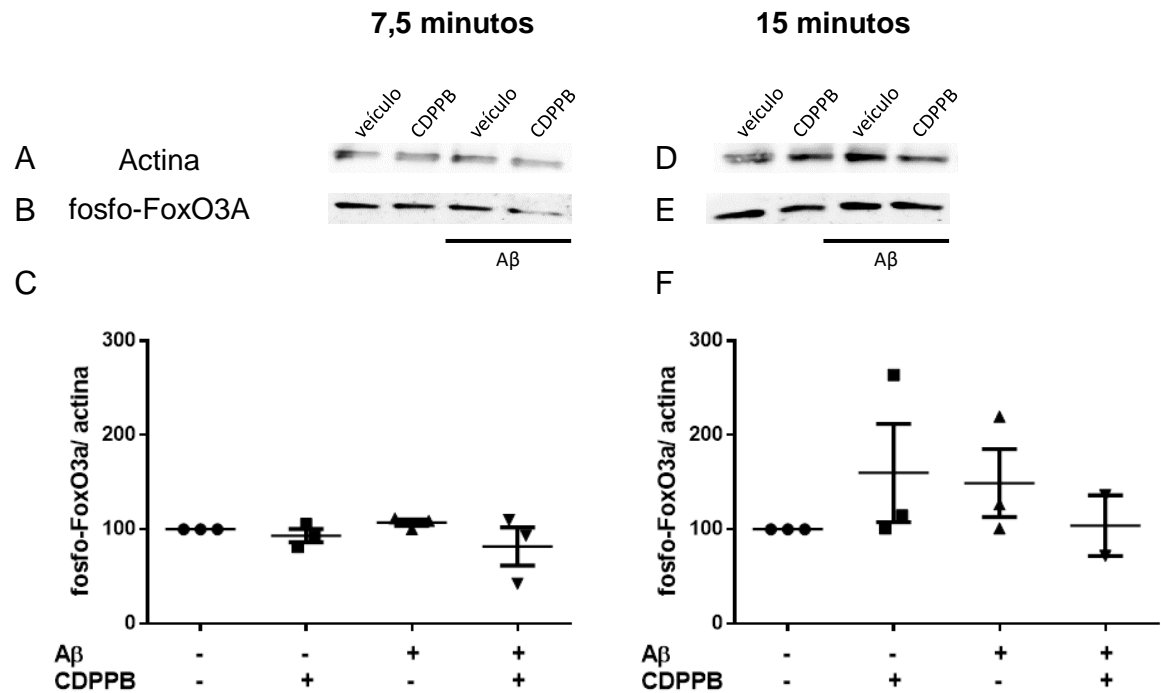 7,5 minutos 15 minutos
veículo CDPPB veículo CDPPB veículo CDPPB veículo CDPPB
A Actina D
B fosfo-FoxO3A E
Aβ Aβ
C F
fosfo-FoxO3a/ actina
300
200
100
0
Aβ - - + +
CDPPB - + - +
fosfo-FoxO3a/ actina
300
200
100
0
Aβ - - + +
CDPPB - + - +